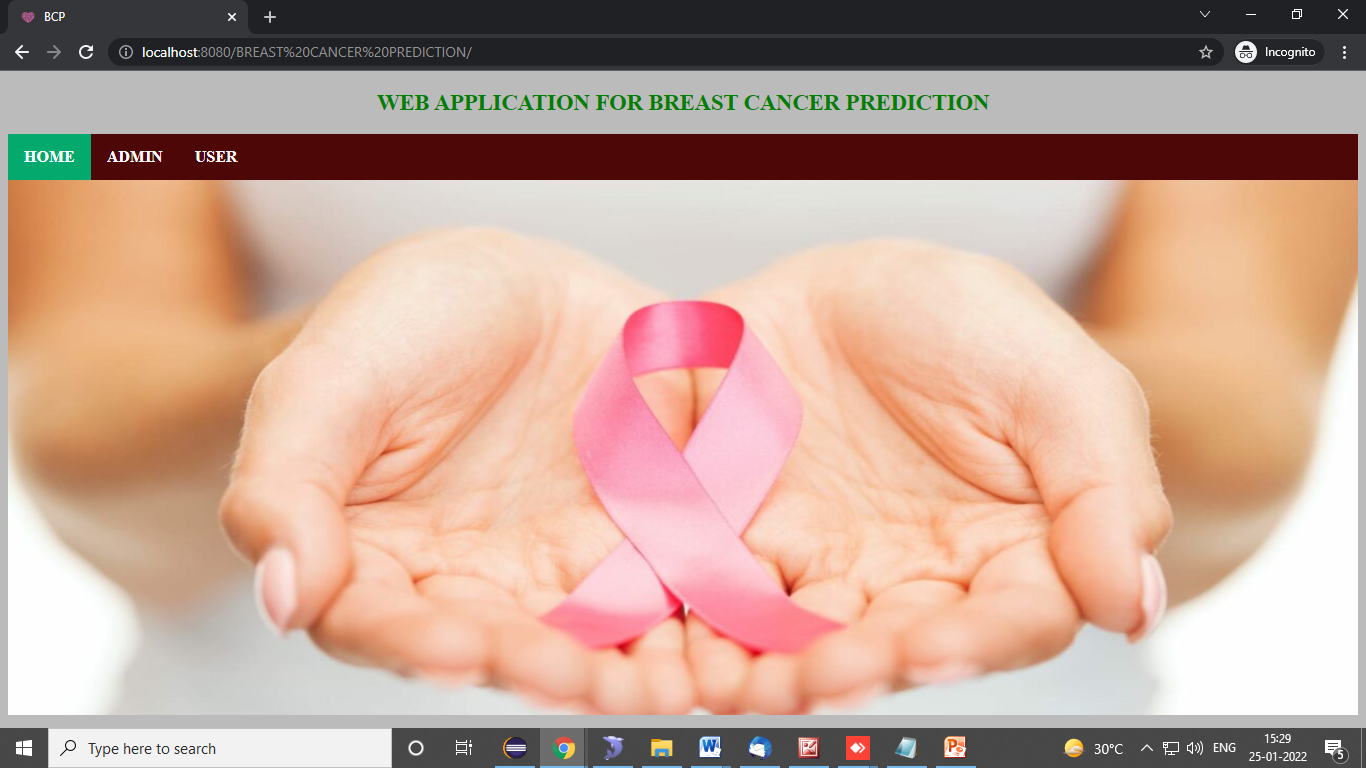 BCP
localhost:8080/BREAST%20CANCER%20PREDICTION/
Incognito
WEB APPLICATION FOR BREAST CANCER PREDICTION
HOME ADMIN USER
Type here to search
30°C
ENG
15:29
25-01-2022
5